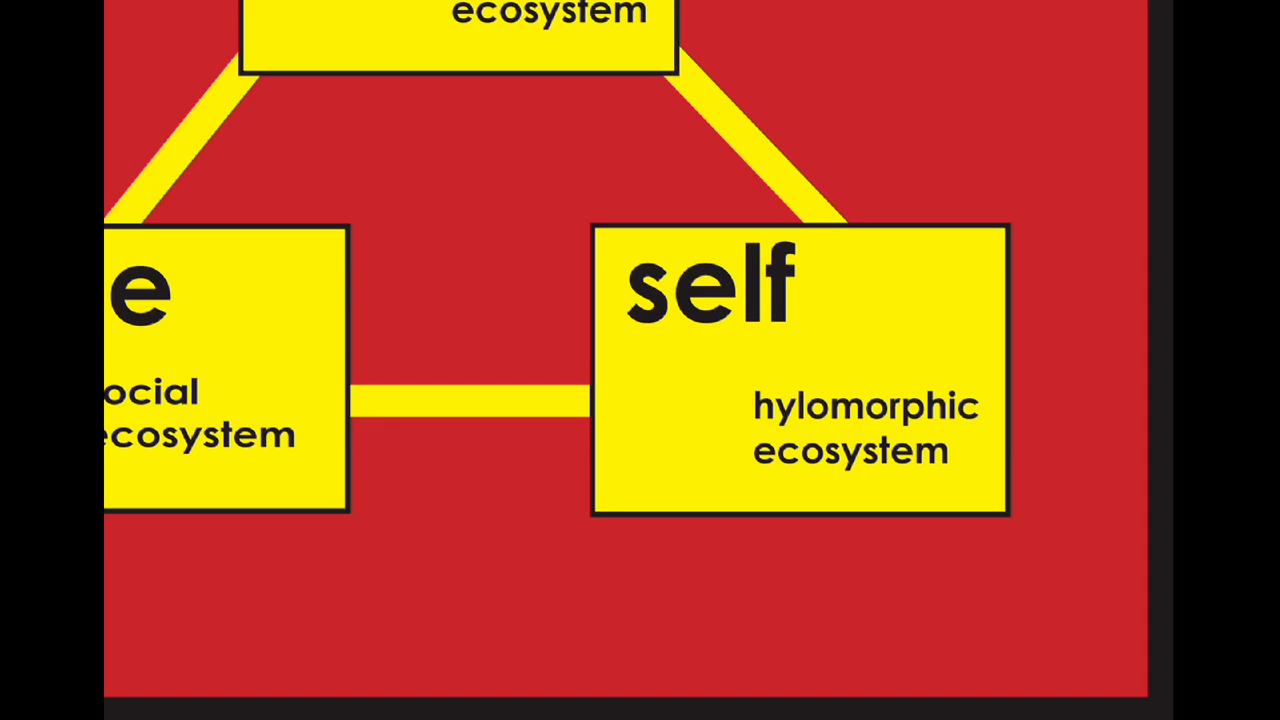 ecosystem
e
ocial
ecosystem
self
hylomorphic
ecosystem